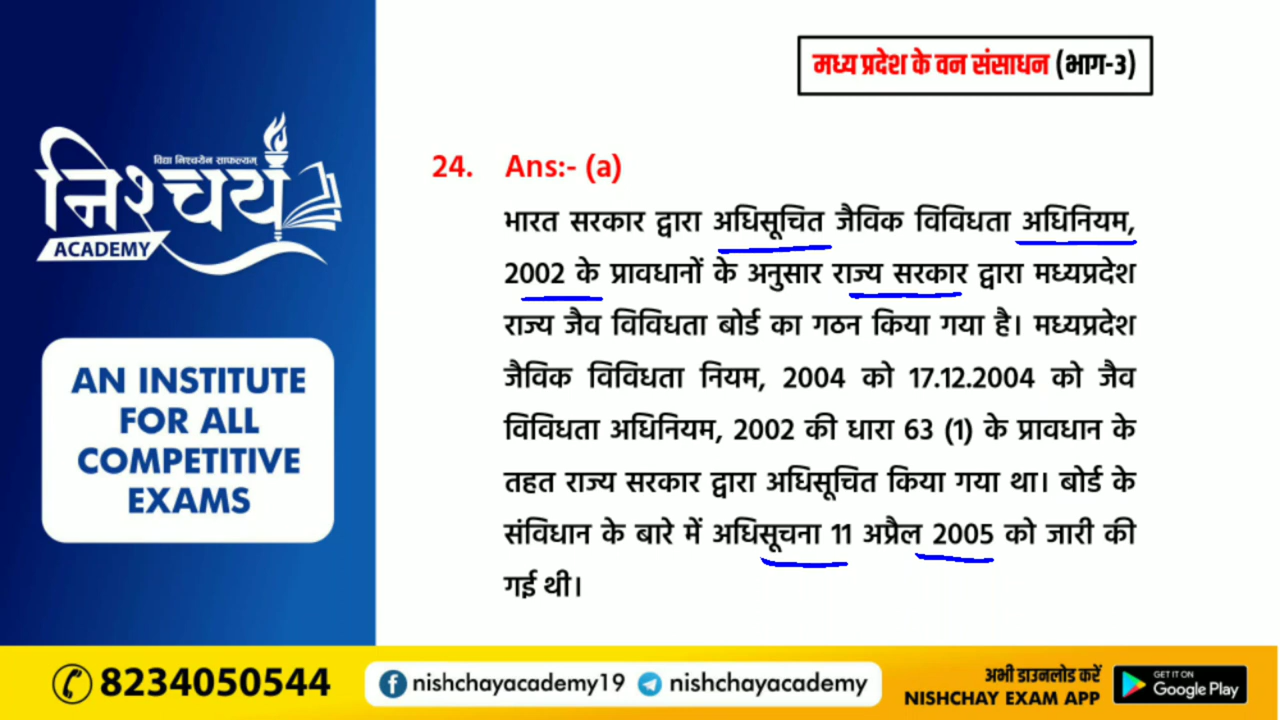 मध्य प्रदेश के वन संसाधन (भाग-3)
विद्या निश्चयेन साफल्यम्
निश्चय
ACADEMY
AN INSTITUTE
FOR ALL
COMPETITIVE
EXAMS
24. Ans:- (a)
भारत सरकार द्वारा अधिसूचित जैविक विविधता अधिनियम,
2002 के प्रावधानों के अनुसार राज्य सरकार द्वारा मध्यप्रदेश
राज्य जैव विविधता बोर्ड का गठन किया गया है। मध्यप्रदेश
जैविक विविधता नियम, 2004 को 17.12.2004 को जैव
विविधता अधिनियम, 2002 की धारा 63 (1) के प्रावधान के
तहत राज्य सरकार द्वारा अधिसूचित किया गया था। बोर्ड के
संविधान के बारे में अधिसूचना 11 अप्रैल 2005 को जारी की
गई थी।
8234050544
nishchayacademy19
nishchayacademy
अभी डाउनलोड करें
NISHCHAY EXAM APP
GET IT ON
Google Play